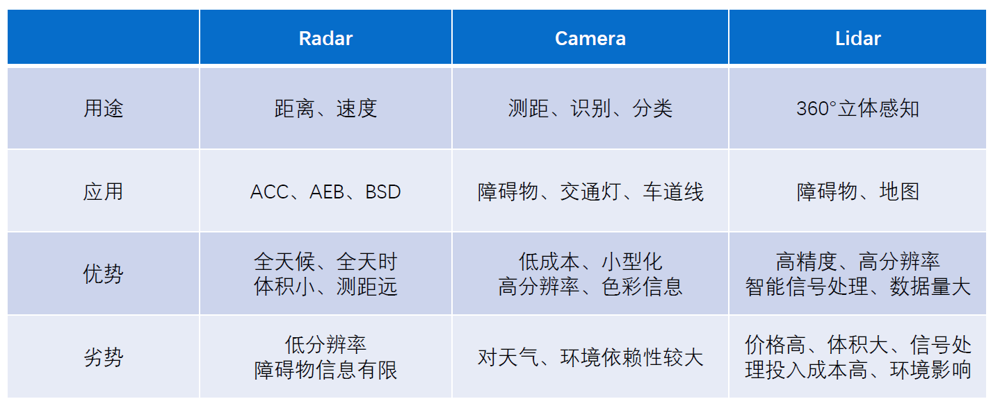 Radar
Camera
Lidar
用途
距离、速度
测距、识别、分类
360°立体感知
应用
ACC、AEB、BSD
障碍物、交通灯、车道线
障碍物、地图
优势
全天候、全天时
体积小、测距远
低成本、小型化
高分辨率、色彩信息
高精度、高分辨率
智能信号处理、数据量大
劣势
低分辨率
障碍物信息有限
对天气、环境依赖性较大
价格高、体积大、信号处
理投入成本高、环境影响